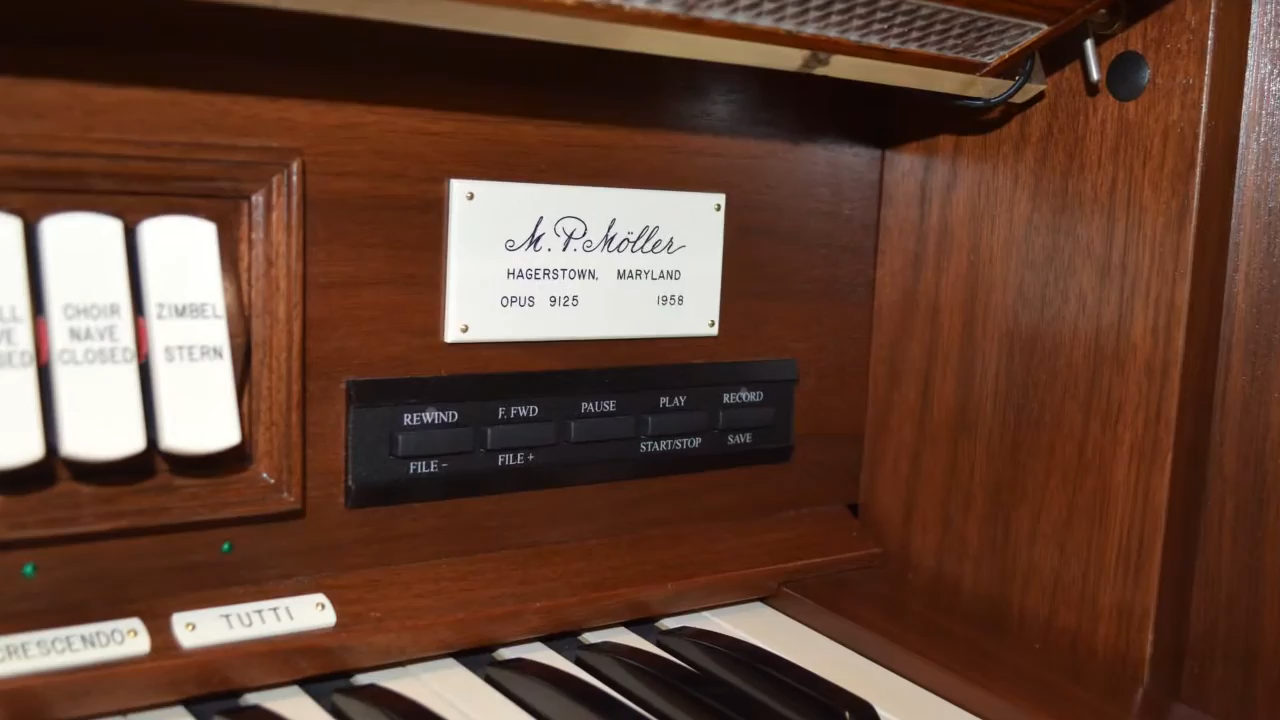 M. P. Möller
HAGERSTOWN, MARYLAND
OPUS 9125 1958
CHOIR
NAVE
CLOSED
ZIMBEL
STERN
REWIND F. FWD PAUSE PLAY RECORD
FILE – FILE + START/STOP SAVE
CRESCENDO
TUTTI